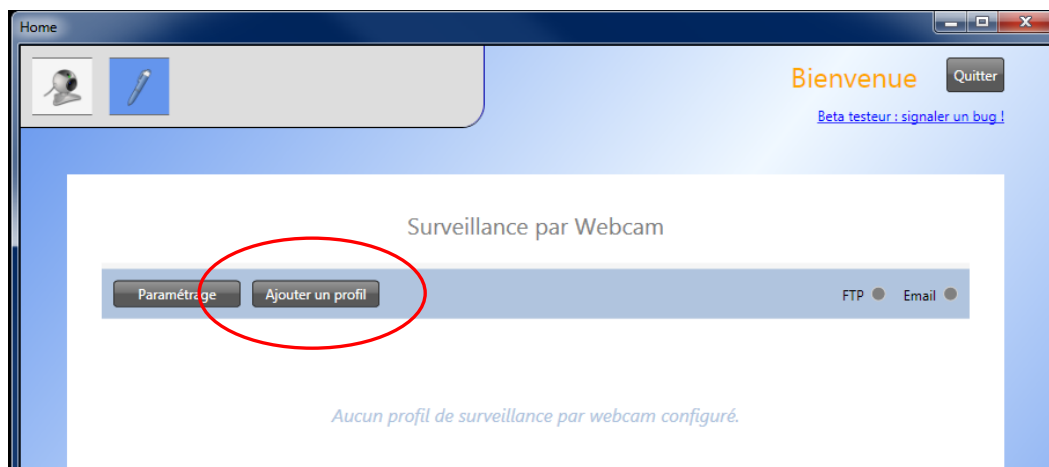 Home
Bienvenue
Quitter
Beta testeur : signaler un bug !
Surveillance par Webcam
Paramétrage
Ajouter un profil
FTP
Email
Aucun profil de surveillance par webcam configuré.